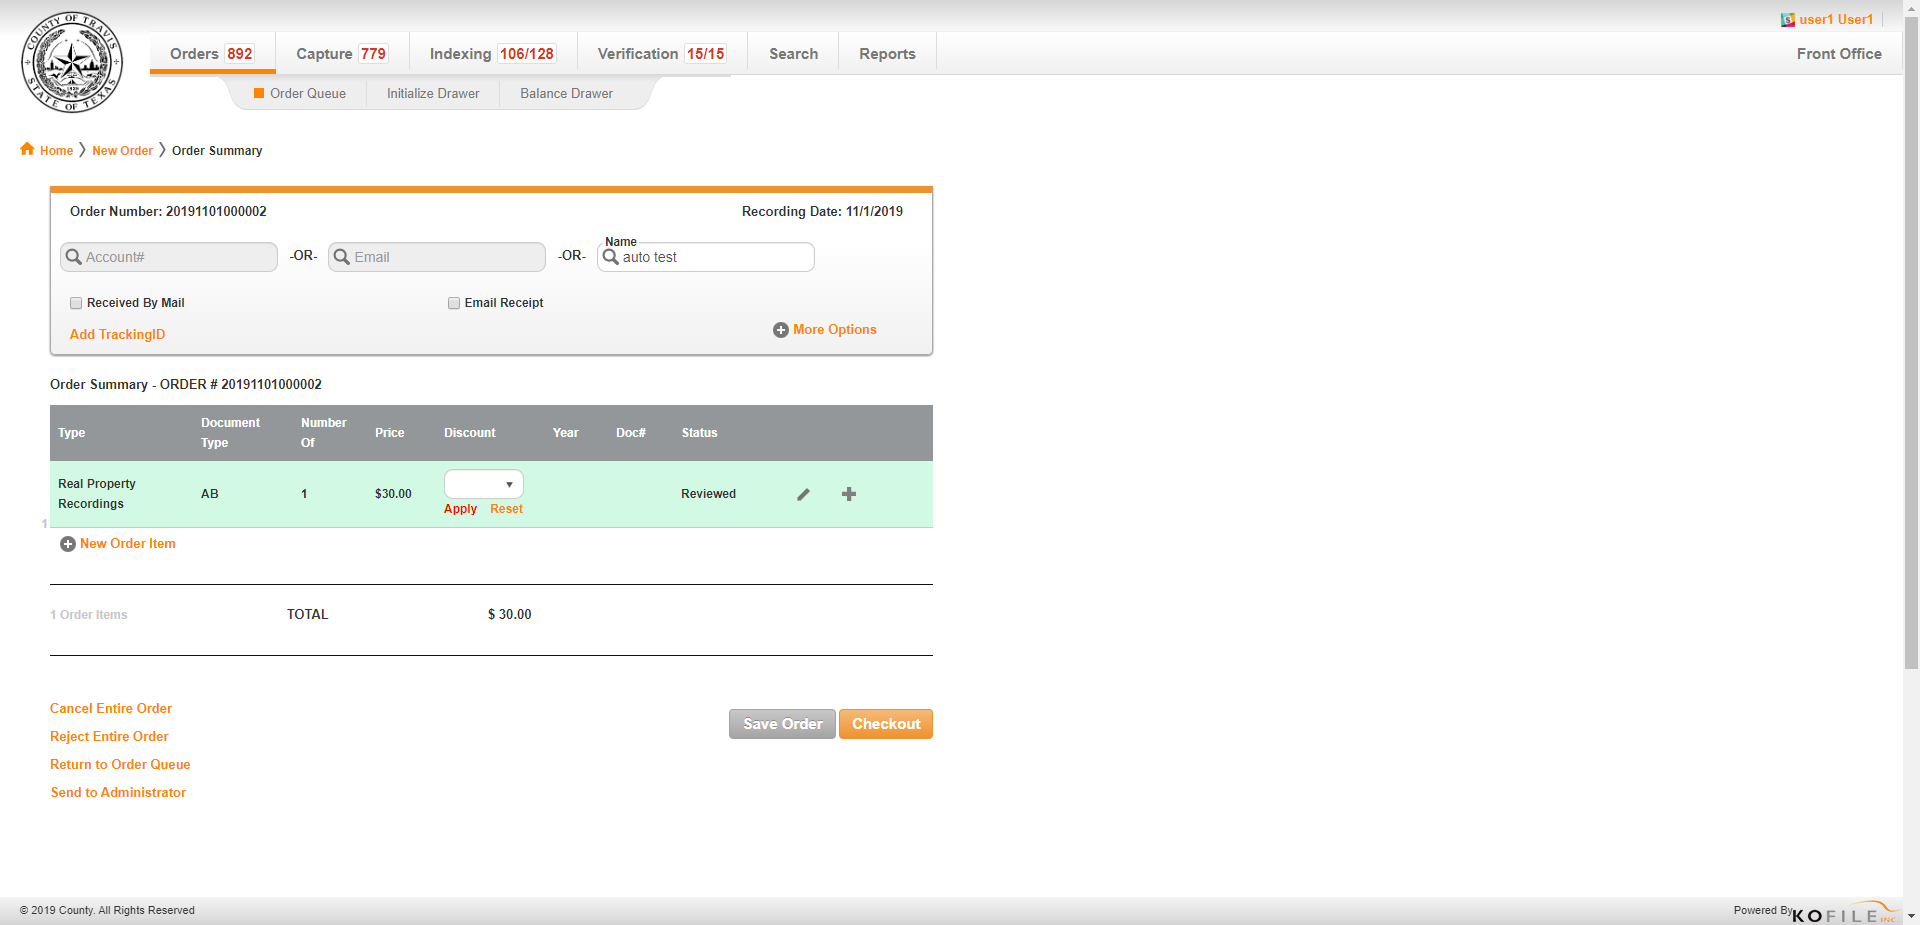 COUNTY OF TRAVIS
STATE OF TEXAS
user1 User1
Orders 892
Capture 779
Indexing 106/128
Verification 15/15
Search
Reports
Front Office
Order Queue
Initialize Drawer
Balance Drawer
Home
New Order
Order Summary
Order Number: 20191101000002
Recording Date: 11/1/2019
Account#
-OR-
Email
-OR-
Name
auto test
Received By Mail
Email Receipt
Add TrackingID
More Options
Order Summary - ORDER # 20191101000002
Type
Document
Type
Number
Of
Price
Discount
Year
Doc#
Status
1
Real Property
Recordings
AB
1
$30.00
Apply
Reset
Reviewed
New Order Item
1 Order Items
TOTAL
$ 30.00
Cancel Entire Order
Reject Entire Order
Return to Order Queue
Send to Administrator
Save Order
Checkout
© 2019 County. All Rights Reserved
Powered By
KOFILE INC.